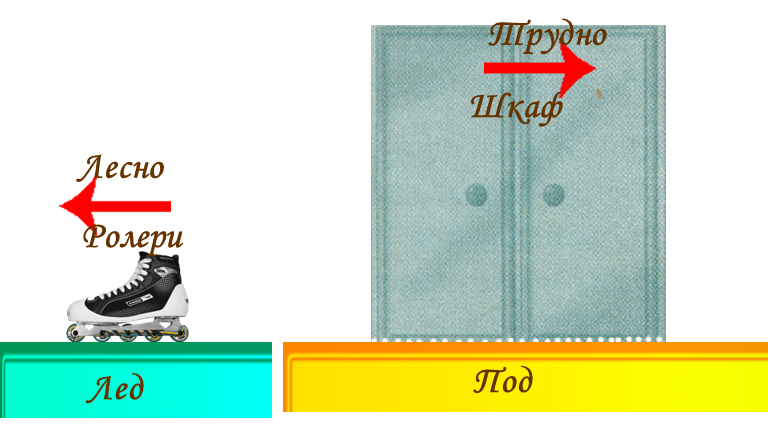 Лесно
Ролери
Лед
Трудно
Шкаф
Под